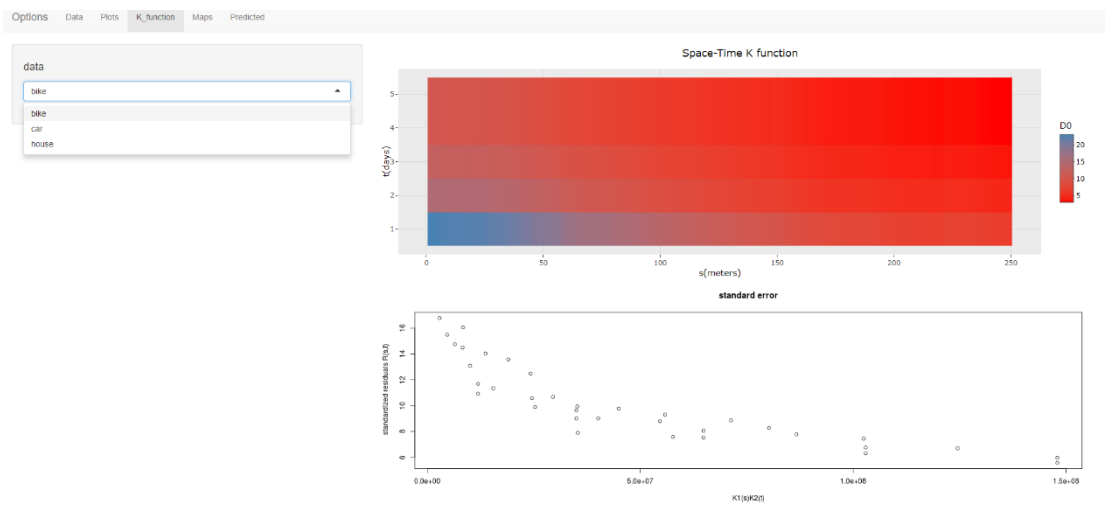 Options Data Plots K_function Maps Predicted
data
bike
bike
car
house
Space-Time K function
5
4
3
2
1
t(days)
0 50 100 150 200 250
s(meters)
D0
20
15
10
5
standard error
16
14
12
10
8
6
standardized residuals R(s,t)
0.0e+00 5.0e+07 1.0e+08 1.5e+08
K1(s)K2(t)